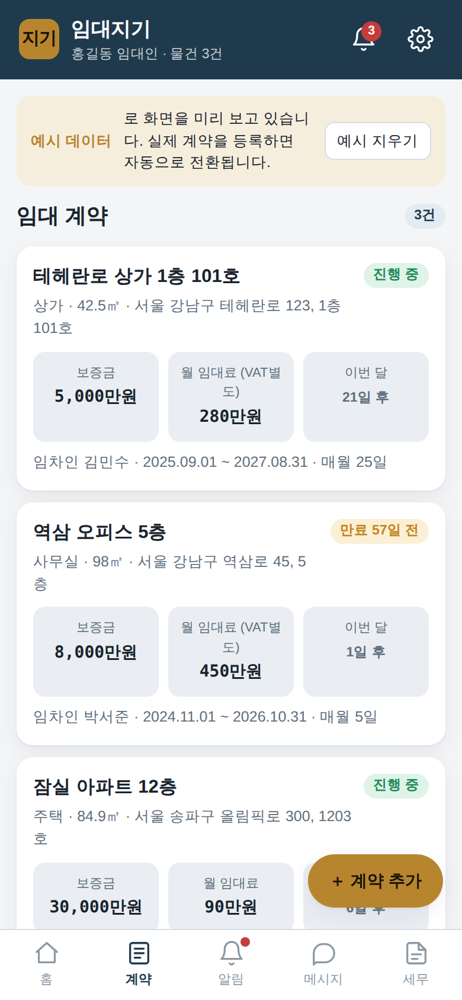 지기
임대지기
홍길동 임대인 · 물건 3건
3
예시 데이터
로 화면을 미리 보고 있습니
다. 실제 계약을 등록하면
자동으로 전환됩니다.
예시 지우기
임대 계약
3건
테헤란로 상가 1층 101호
진행 중
상가 · 42.5㎡ · 서울 강남구 테헤란로 123, 1층
101호
보증금
5,000만원
월 임대료 (VAT별
도)
280만원
이번 달
21일 후
임차인 김민수 · 2025.09.01 ~ 2027.08.31 · 매월 25일
역삼 오피스 5층
만료 57일 전
사무실 · 98㎡ · 서울 강남구 역삼로 45, 5
층
보증금
8,000만원
월 임대료 (VAT별
도)
450만원
이번 달
1일 후
임차인 박서준 · 2024.11.01 ~ 2026.10.31 · 매월 5일
잠실 아파트 12층
진행 중
주택 · 84.9㎡ · 서울 송파구 올림픽로 300, 1203
호
보증금
30,000만원
월 임대료
90만원
6일 후
+ 계약 추가
홈
계약
알림
메시지
세무